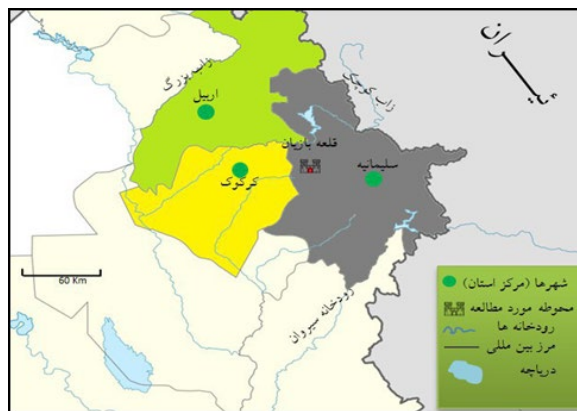 ایران
زاب بزرگ
زاب کوچک
اربیل
قلعه بازیان
سلیمانیه
کرکوک
60 Km
رودخانه سیروان
شهرها (مرکز استان)
محوطه مورد مطالعه
رودخانه ها
مرز بین مللی
دریاچه